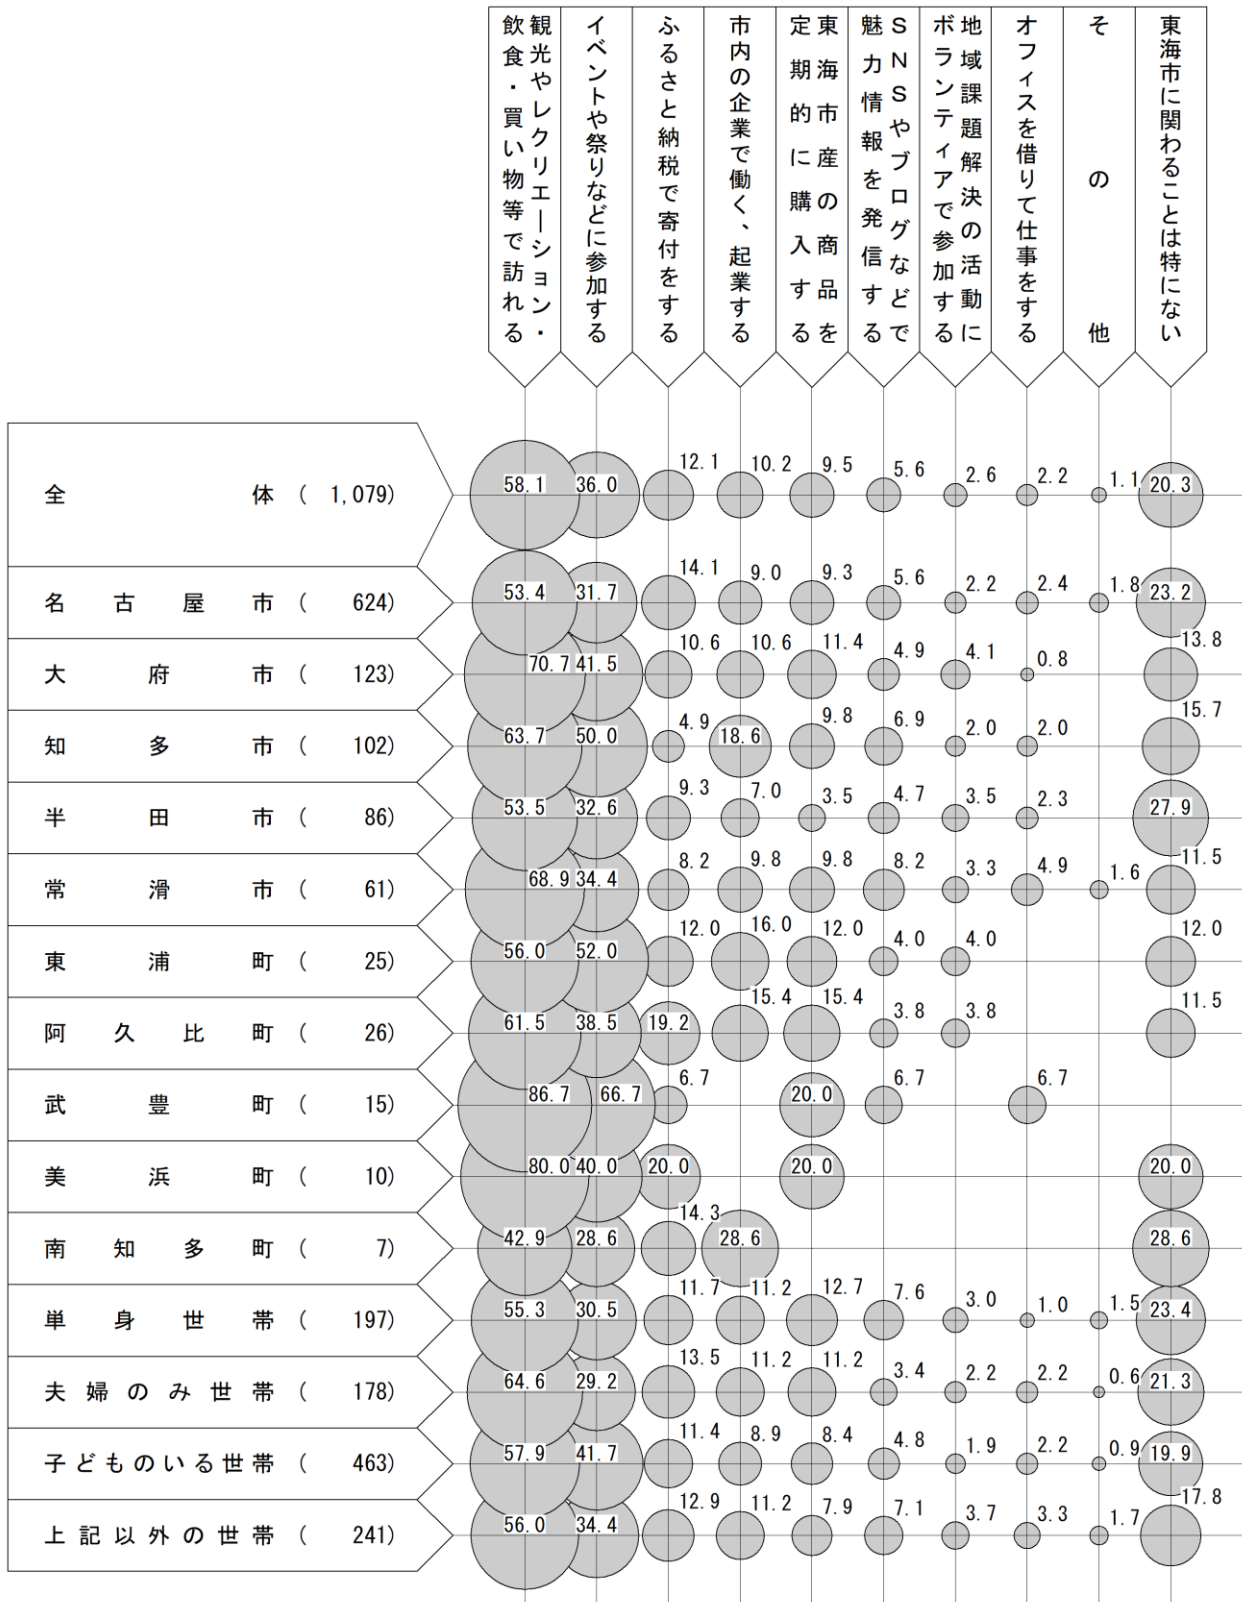 観光やレクリエーション・
飲食・買い物等で訪れる
イベントや祭りなどに参加する
ふるさと納税で寄付をする
市内の企業で働く、起業する
東海市産の商品を
定期的に購入する
SNSやブログなどで
魅力情報を発信する
地域課題解決の活動に
ボランティアで参加する
オフィスを借りて仕事をする
その他
東海市に関わることは特にない
全体(1,079) 58.1 36.0 12.1 10.2 9.5 5.6 2.6 2.2 1.1 20.3
名古屋市(624) 53.4 31.7 14.1 9.0 9.3 5.6 2.2 2.4 1.8 23.2
大府市(123) 70.7 41.5 10.6 10.6 11.4 4.9 4.1 0.8 13.8
知多市(102) 63.7 50.0 4.9 18.6 9.8 6.9 2.0 2.0 15.7
半田市(86) 53.5 32.6 9.3 7.0 3.5 4.7 3.5 2.3 27.9
常滑市(61) 68.9 34.4 8.2 9.8 9.8 8.2 3.3 4.9 1.6 11.5
東浦町(25) 56.0 52.0 12.0 16.0 12.0 4.0 4.0 12.0
阿久比町(26) 61.5 38.5 19.2 15.4 15.4 3.8 3.8 11.5
武豊町(15) 86.7 66.7 6.7 20.0 6.7 6.7
美浜町(10) 80.0 40.0 20.0 20.0 20.0
南知多町(7) 42.9 28.6 14.3 28.6 28.6
単身世帯(197) 55.3 30.5 11.7 11.2 12.7 7.6 3.0 1.0 1.5 23.4
夫婦のみ世帯(178) 64.6 29.2 13.5 11.2 11.2 3.4 2.2 2.2 0.6 21.3
子どものいる世帯(463) 57.9 41.7 11.4 8.9 8.4 4.8 1.9 2.2 0.9 19.9
上記以外の世帯(241) 56.0 34.4 12.9 11.2 7.9 7.1 3.7 3.3 1.7 17.8